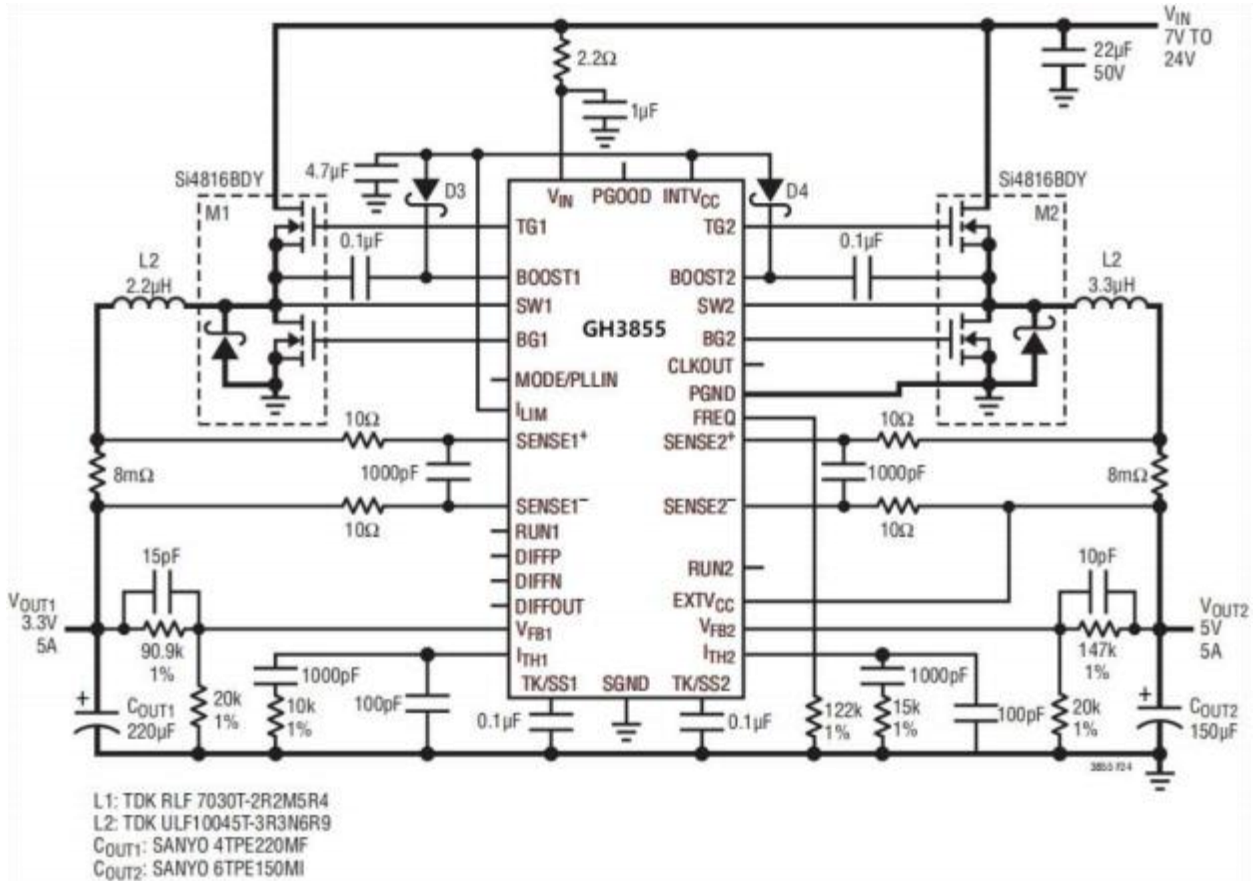 VIN
7V TO
24V
2.2Ω
22µF
50V
1µF
4.7µF
Si4816BDY
M1
D3
VIN
PGOOD
INTVCC
D4
Si4816BDY
M2
TG1
TG2
0.1µF
0.1µF
L2
2.2µH
BOOST1
BOOST2
L2
3.3µH
SW1
SW2
GH3855
BG1
BG2
CLKOUT
MODE/PLLIN
PGND
ILIM
FREQ
10Ω
10Ω
SENSE1+
SENSE2+
8mΩ
1000pF
1000pF
8mΩ
SENSE1−
SENSE2−
10Ω
10Ω
RUN1
15pF
DIFFP
RUN2
10pF
DIFFN
VOUT1
3.3V
5A
DIFFOUT
EXTVCC
VOUT2
5V
5A
VFB1
VFB2
90.9k
1%
147k
1%
ITH1
ITH2
1000pF
1000pF
TK/SS1
SGND
TK/SS2
+
COUT1
220µF
20k
1%
10k
1%
100pF
0.1µF
0.1µF
122k
1%
15k
1%
100pF
20k
1%
+
COUT2
150µF
3855 F24
L1: TDK RLF 7030T-2R2M5R4
L2: TDK ULF10045T-3R3N6R9
COUT1: SANYO 4TPE220MF
COUT2: SANYO 6TPE150MI